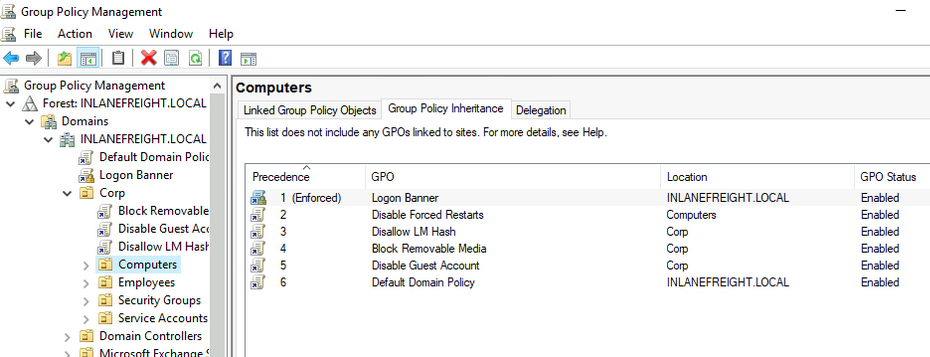 Group Policy Management
File Action View Window Help
Group Policy Management
Forest: INLANEFREIGHT.LOCAL
Domains
INLANEFREIGHT.LOCAL
Default Domain Polic
Logon Banner
Corp
Block Removable
Disable Guest Acc
Disallow LM Hash
Computers
Employees
Security Groups
Service Accounts
Domain Controllers
Microsoft Exchange S
Computers
Linked Group Policy Objects Group Policy Inheritance Delegation
This list does not include any GPOs linked to sites. For more details, see Help.
Precedence GPO Location GPO Status
1 (Enforced) Logon Banner INLANEFREIGHT.LOCAL Enabled
2 Disable Forced Restarts Computers Enabled
3 Disallow LM Hash Corp Enabled
4 Block Removable Media Corp Enabled
5 Disable Guest Account Corp Enabled
6 Default Domain Policy INLANEFREIGHT.LOCAL Enabled